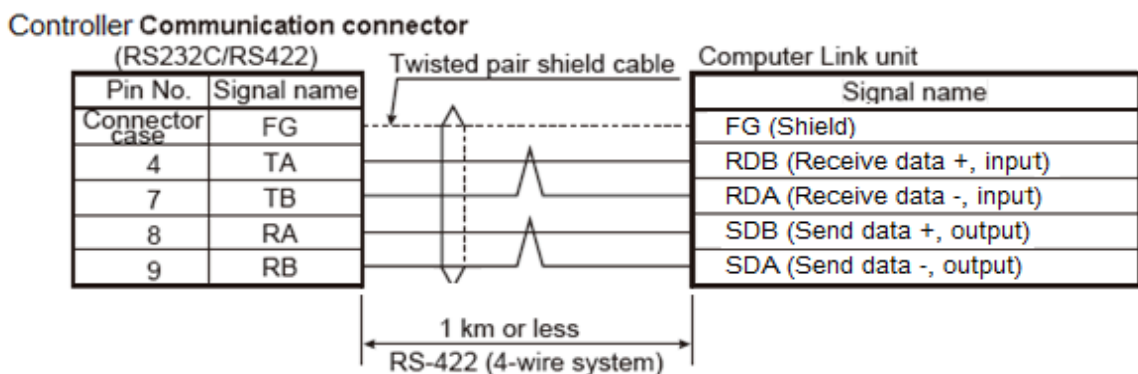 Controller Communication connector
(RS232C/RS422) Twisted pair shield cable Computer Link unit
Pin No. Signal name Signal name
Connector case FG FG (Shield)
4 TA RDB (Receive data +, input)
7 TB RDA (Receive data -, input)
8 RA SDB (Send data +, output)
9 RB SDA (Send data -, output)
1 km or less
RS-422 (4-wire system)